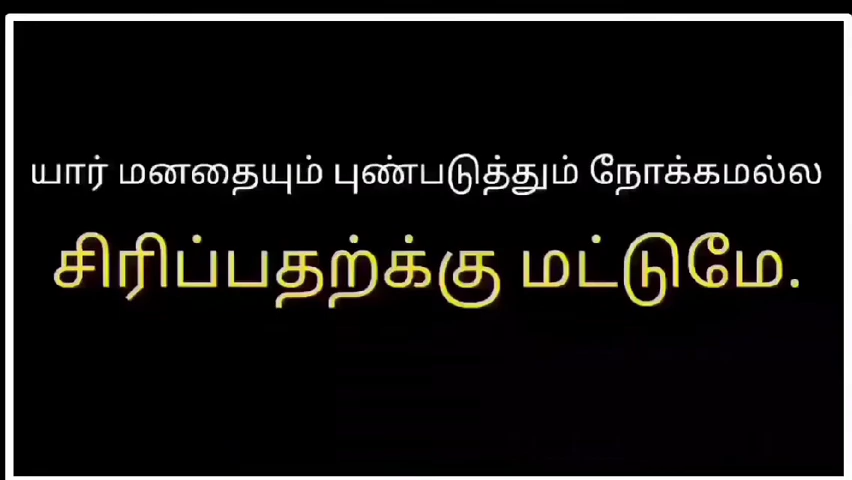 யார் மனதையும் புண்படுத்தும் நோக்கமல்ல
சிரிப்பதற்க்கு மட்டுமே.